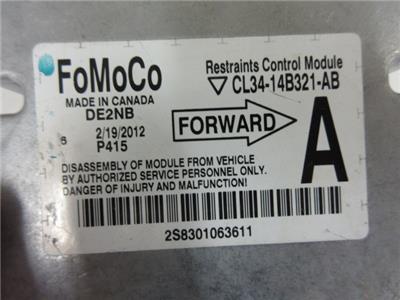 FoMoCo
MADE IN CANADA
DE2NB
6 2/19/2012
P415
Restraints Control Module
CL34-14B321-AB
FORWARD
A
DISASSEMBLY OF MODULE FROM VEHICLE
BY AUTHORIZED SERVICE PERSONNEL ONLY.
DANGER OF INJURY AND MALFUNCTION!
2S8301063611